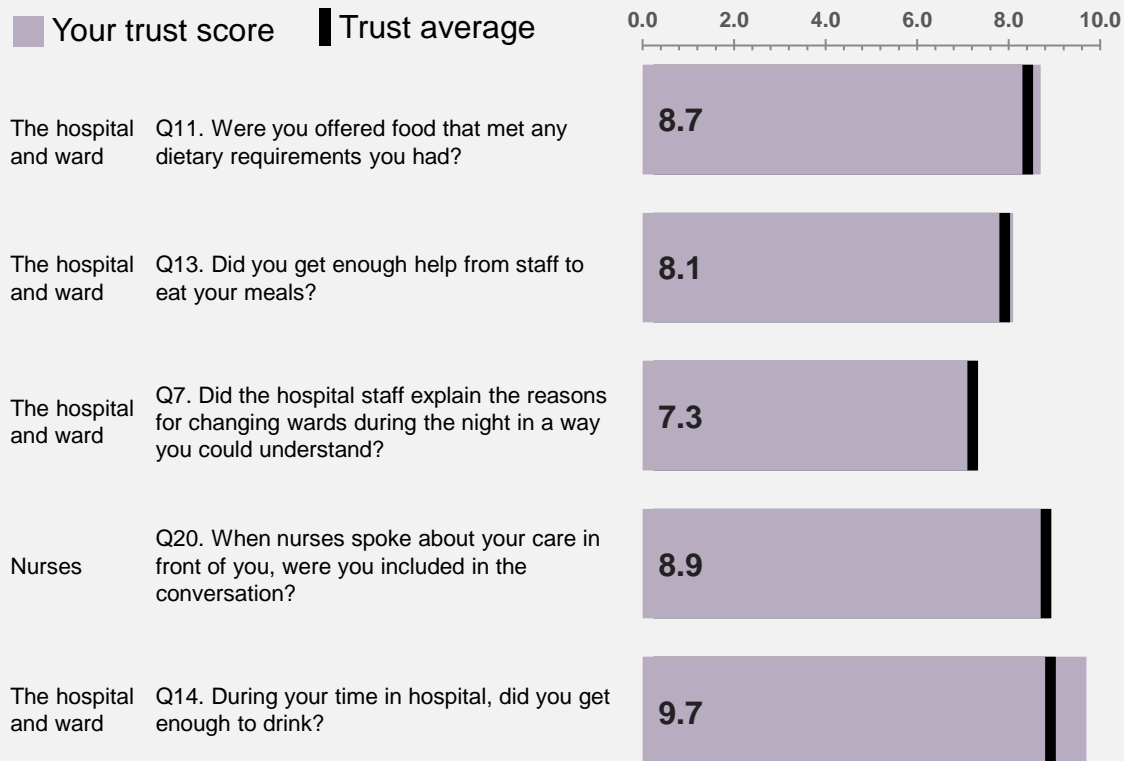 Your trust score
Trust average
0.0 2.0 4.0 6.0 8.0 10.0
The hospital
and ward
Q11. Were you offered food that met any
dietary requirements you had?
8.7
The hospital
and ward
Q13. Did you get enough help from staff to
eat your meals?
8.1
The hospital
and ward
Q7. Did the hospital staff explain the reasons
for changing wards during the night in a way
you could understand?
7.3
Nurses
Q20. When nurses spoke about your care in
front of you, were you included in the
conversation?
8.9
The hospital
and ward
Q14. During your time in hospital, did you get
enough to drink?
9.7